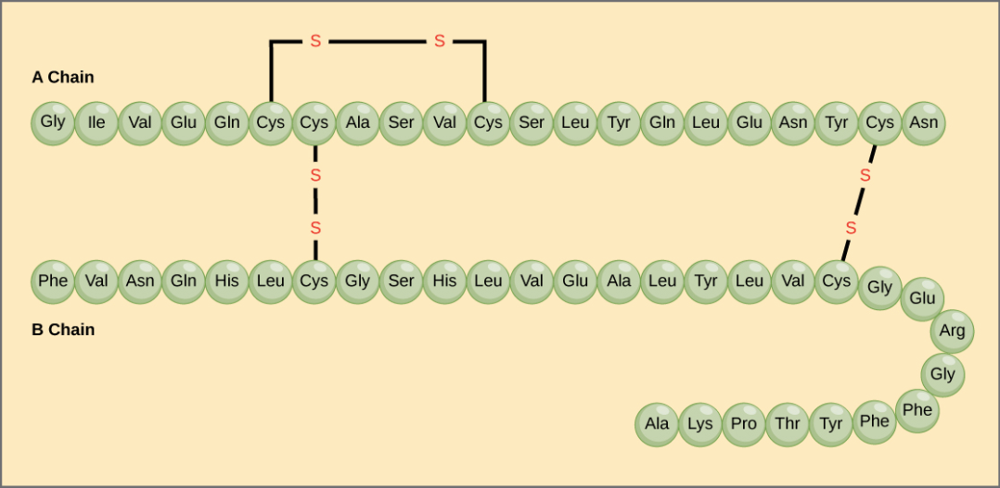 S S
A Chain
Gly Ile Val Glu Gln Cys Cys Ala Ser Val Cys Ser Leu Tyr Gln Leu Glu Asn Tyr Cys Asn
S S
S S
Phe Val Asn Gln His Leu Cys Gly Ser His Leu Val Glu Ala Leu Tyr Leu Val Cys Gly Glu
B Chain Arg
Gly
Ala Lys Pro Thr Tyr Phe Phe